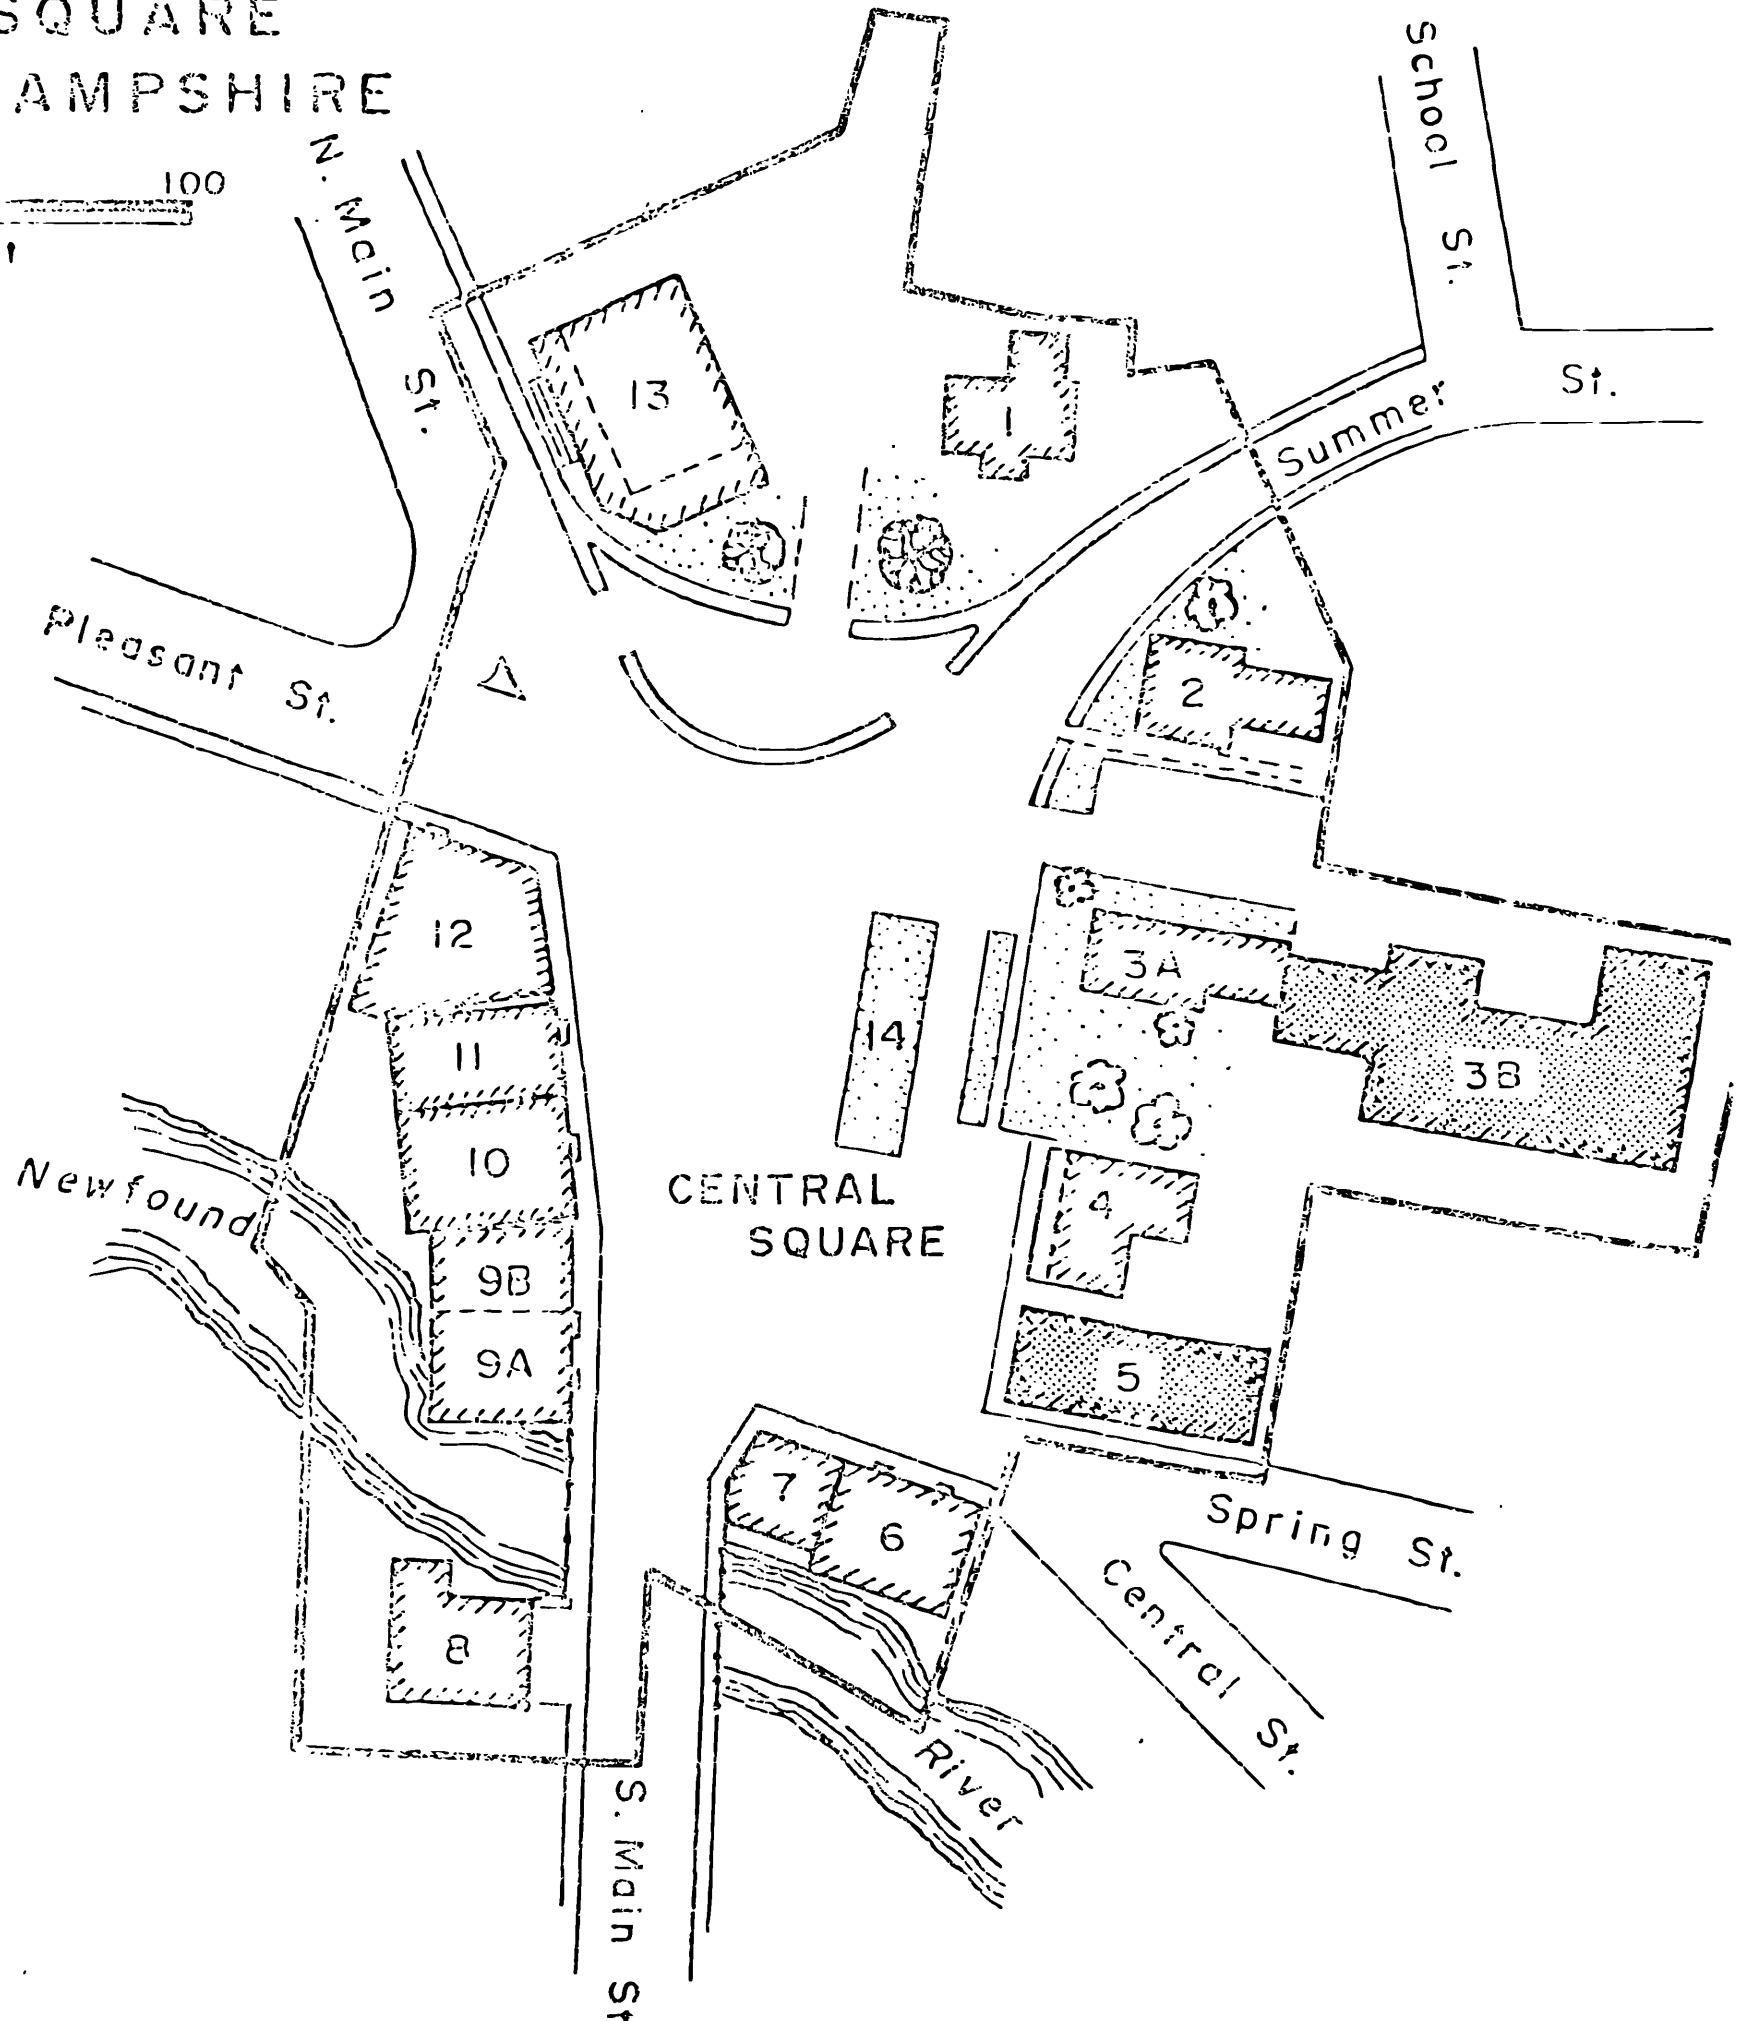 SQUARE
AMPSHIRE
100
N. Main St.
School St.
Summer St.
Pleasant St.
13
1
2
12
3A
14
11
3B
Newfound
10
CENTRAL
SQUARE
4
9B
9A
5
7
6
Spring St.
Central St.
8
River
S. Main St